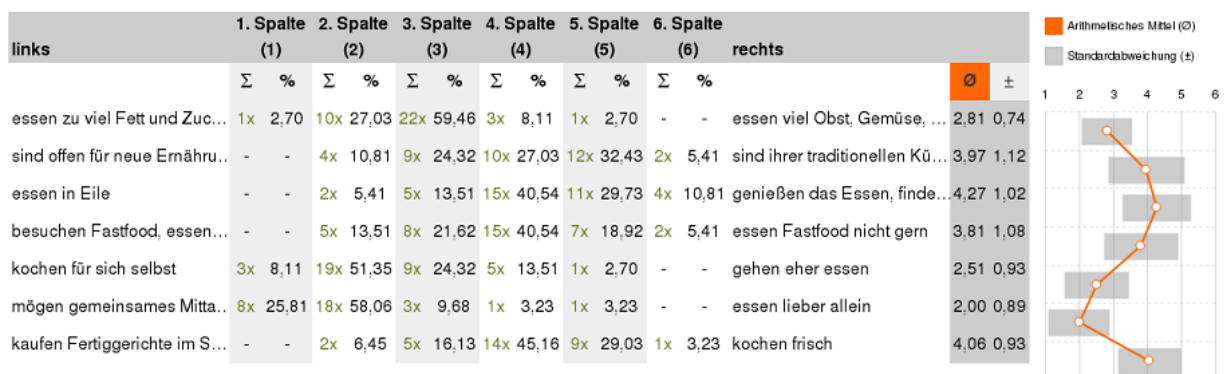 1. Spalte 2. Spalte 3. Spalte 4. Spalte 5. Spalte 6. Spalte
links (1) (2) (3) (4) (5) (6) rechts
Σ % Σ % Σ % Σ % Σ % Σ % Ø ±
essen zu viel Fett und Zuc... 1x 2,70 10x 27,03 22x 59,46 3x 8,11 1x 2,70 - - essen viel Obst, Gemüse, ... 2,81 0,74
sind offen für neue Ernähru... - - 4x 10,81 9x 24,32 10x 27,03 12x 32,43 2x 5,41 sind ihrer traditionellen Kü... 3,97 1,12
essen in Eile - - 2x 5,41 5x 13,51 15x 40,54 11x 29,73 4x 10,81 genießen das Essen, finde... 4,27 1,02
besuchen Fastfood, essen... - - 5x 13,51 8x 21,62 15x 40,54 7x 18,92 2x 5,41 essen Fastfood nicht gern 3,81 1,08
kochen für sich selbst 3x 8,11 19x 51,35 9x 24,32 5x 13,51 1x 2,70 - - gehen eher essen 2,51 0,93
mögen gemeinsames Mitta... 8x 25,81 18x 58,06 3x 9,68 1x 3,23 1x 3,23 - - essen lieber allein 2,00 0,89
kaufen Fertiggerichte im S... - - 2x 6,45 5x 16,13 14x 45,16 9x 29,03 1x 3,23 kochen frisch 4,06 0,93
Arithmetisches Mittel (Ø)
Standardabweichung (±)
1 2 3 4 5 6